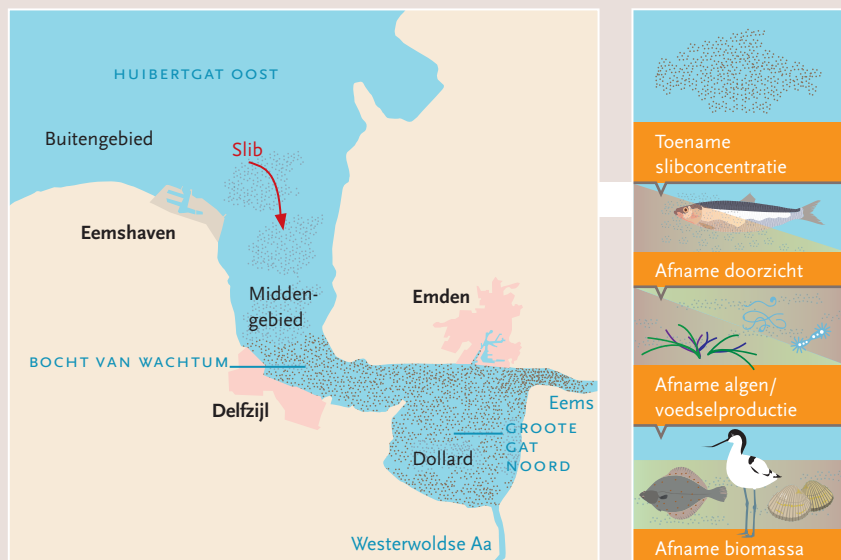 HUIBERTGAT OOST
Buitengebied
Slib
Eemshaven
Midden-
gebied
Emden
BOCHT VAN WACHTUM
Delfzijl
Eems
GROOTE
GAT
NOORD
Dollard
Westerwoldse Aa
Toename
slibconcentratie
Afname doorzicht
Afname algen/
voedselproductie
Afname biomassa